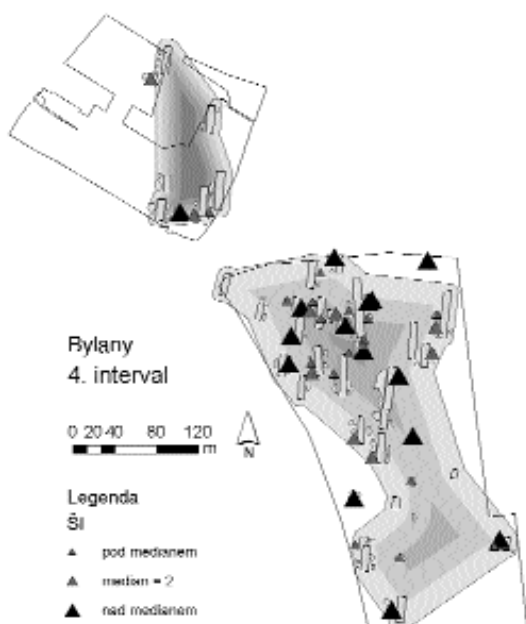 Rylany
4. interval
0 20 40 80 120
m
N
Legenda
ŠI
pod medianem
median = 2
nad medianem